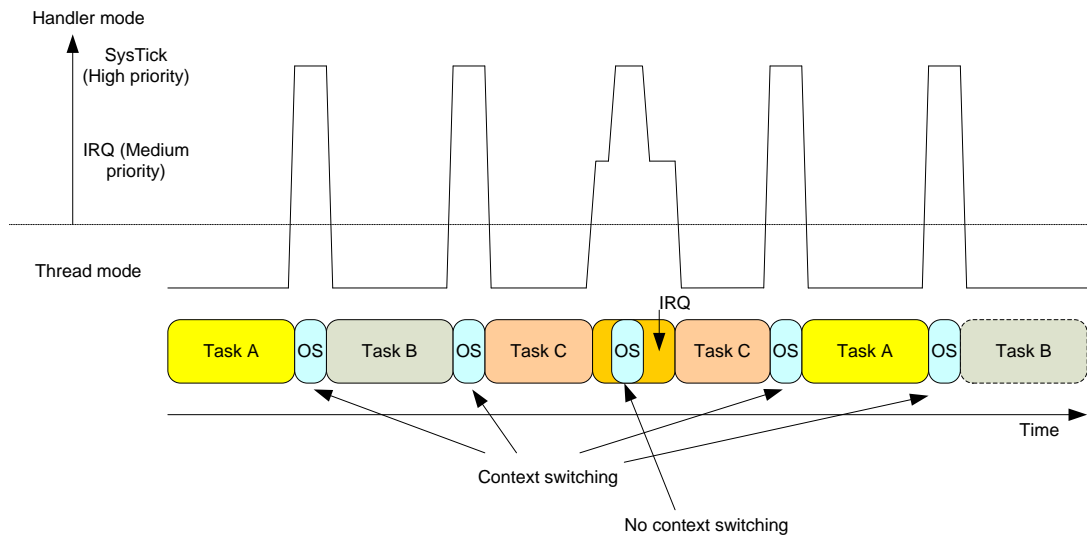 Handler mode
SysTick
(High priority)
IRQ (Medium
priority)
Thread mode
IRQ
Task A
OS
Task B
OS
Task C
OS
Task C
OS
Task A
OS
Task B
Time
Context switching
No context switching